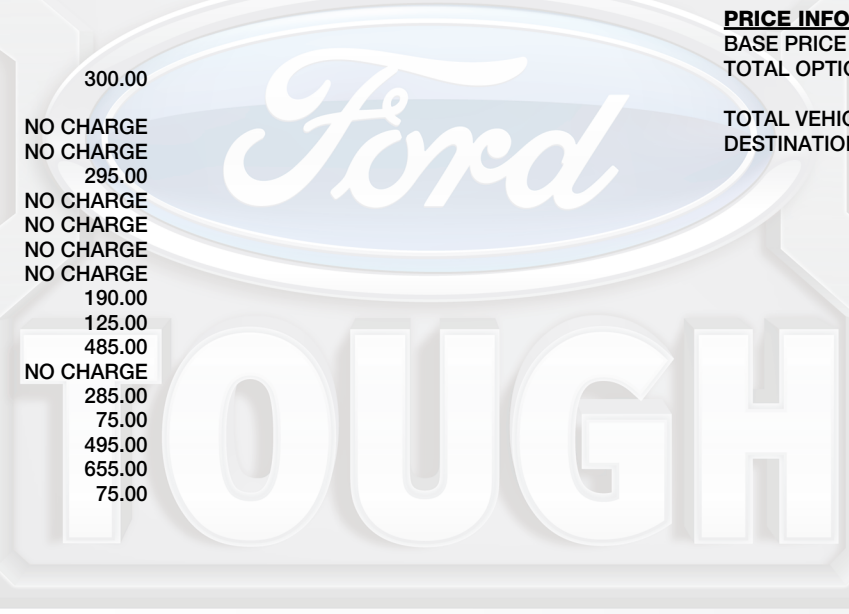 300.00
NO CHARGE
NO CHARGE
295.00
NO CHARGE
NO CHARGE
NO CHARGE
NO CHARGE
190.00
125.00
485.00
NO CHARGE
285.00
75.00
495.00
655.00
75.00
PRICE INFO
BASE PRICE
TOTAL OPTIO
TOTAL VEHIC
DESTINATION
Ford
TOUGH